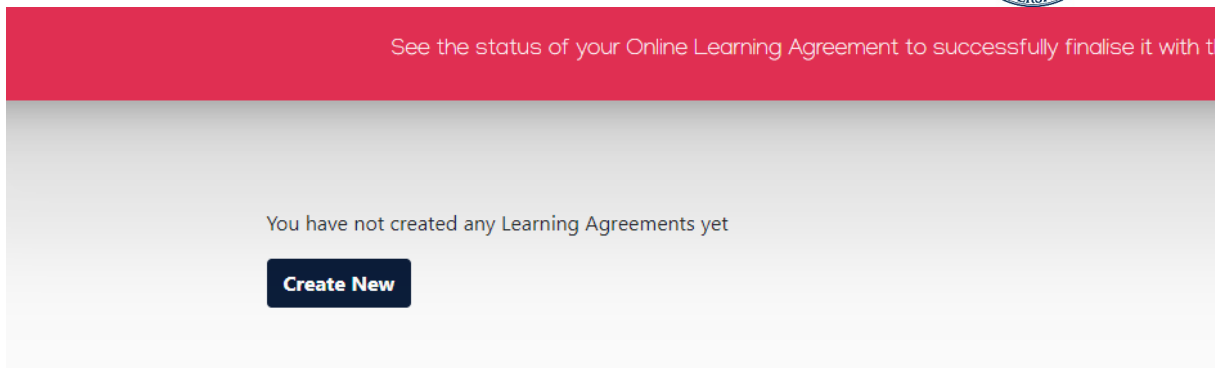 See the status of your Online Learning Agreement to successfully finalise it with
You have not created any Learning Agreements yet
Create New